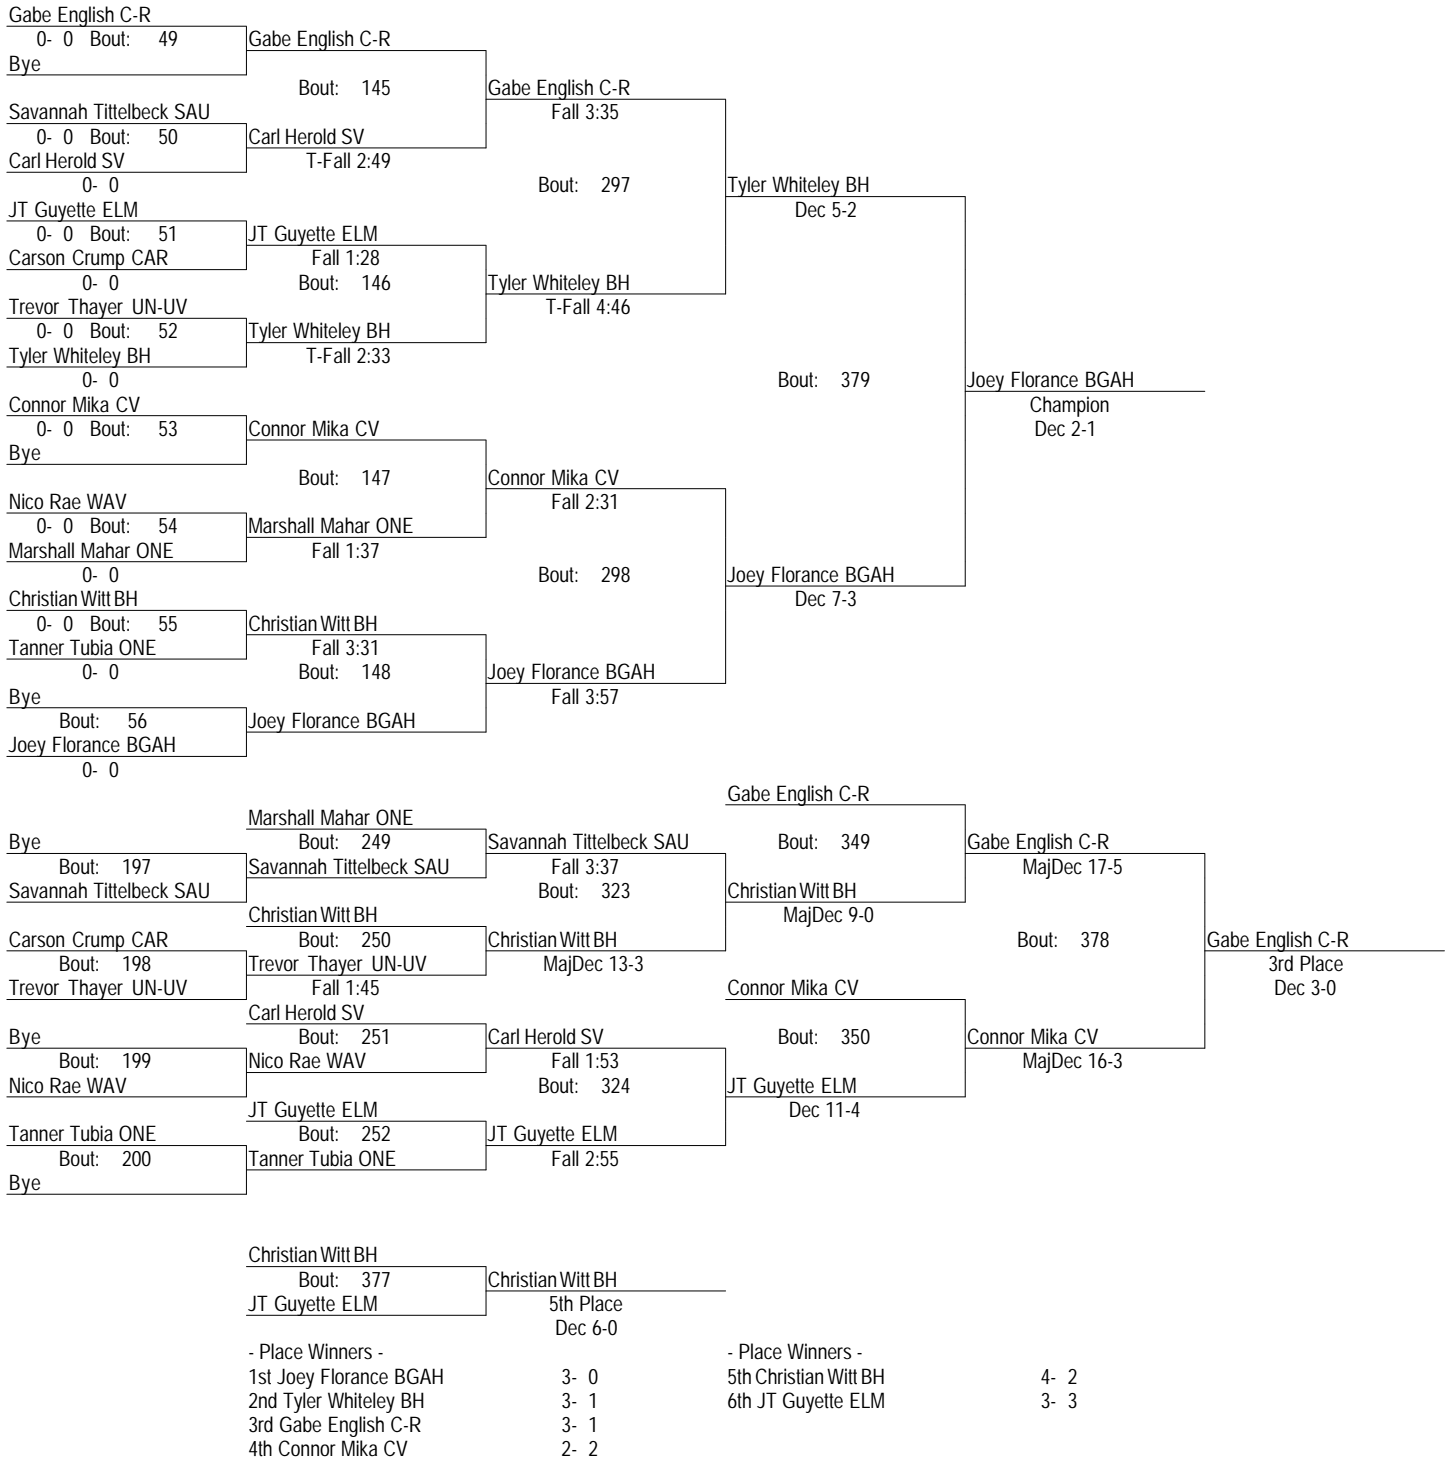 Gabe English C-R
0- 0 Bout: 49
Gabe English C-R
Bye
Bout: 145
Gabe English C-R
Savannah Tittelbeck SAU
Fall 3:35
0- 0 Bout: 50
Carl Herold SV
Carl Herold SV
T-Fall 2:49
0- 0
Bout: 297
Tyler Whiteley BH
JT Guyette ELM
Dec 5-2
0- 0 Bout: 51
JT Guyette ELM
Carson Crump CAR
Fall 1:28
0- 0
Bout: 146
Tyler Whiteley BH
Trevor Thayer UN-UV
T-Fall 4:46
0- 0 Bout: 52
Tyler Whiteley BH
Tyler Whiteley BH
T-Fall 2:33
0- 0
Bout: 379
Joey Florance BGAH
Connor Mika CV
Champion
0- 0 Bout: 53
Connor Mika CV
Dec 2-1
Bye
Bout: 147
Connor Mika CV
Nico Rae WAV
Fall 2:31
0- 0 Bout: 54
Marshall Mahar ONE
Marshall Mahar ONE
Fall 1:37
0- 0
Bout: 298
Joey Florance BGAH
Christian Witt BH
Dec 7-3
0- 0 Bout: 55
Christian Witt BH
Tanner Tubia ONE
Fall 3:31
0- 0
Bout: 148
Joey Florance BGAH
Bye
Fall 3:57
Bout: 56
Joey Florance BGAH
Joey Florance BGAH
0- 0
Gabe English C-R
Marshall Mahar ONE
Bye
Bout: 249
Savannah Tittelbeck SAU
Bout: 349
Gabe English C-R
Bout: 197
Savannah Tittelbeck SAU
Fall 3:37
MajDec 17-5
Savannah Tittelbeck SAU
Bout: 323
Christian Witt BH
Christian Witt BH
MajDec 9-0
Carson Crump CAR
Bout: 250
Christian Witt BH
Bout: 378
Gabe English C-R
Bout: 198
Trevor Thayer UN-UV
MajDec 13-3
3rd Place
Trevor Thayer UN-UV
Fall 1:45
Connor Mika CV
Dec 3-0
Carl Herold SV
Bye
Bout: 251
Carl Herold SV
Bout: 350
Connor Mika CV
Bout: 199
Nico Rae WAV
Fall 1:53
MajDec 16-3
Nico Rae WAV
Bout: 324
JT Guyette ELM
JT Guyette ELM
Dec 11-4
Tanner Tubia ONE
Bout: 252
JT Guyette ELM
Bout: 200
Tanner Tubia ONE
Fall 2:55
Bye
Christian Witt BH
Bout: 377
Christian Witt BH
JT Guyette ELM
5th Place
Dec 6-0
- Place Winners -
1st Joey Florance BGAH 3- 0
2nd Tyler Whiteley BH 3- 1
3rd Gabe English C-R 3- 1
4th Connor Mika CV 2- 2
- Place Winners -
5th Christian Witt BH 4- 2
6th JT Guyette ELM 3- 3